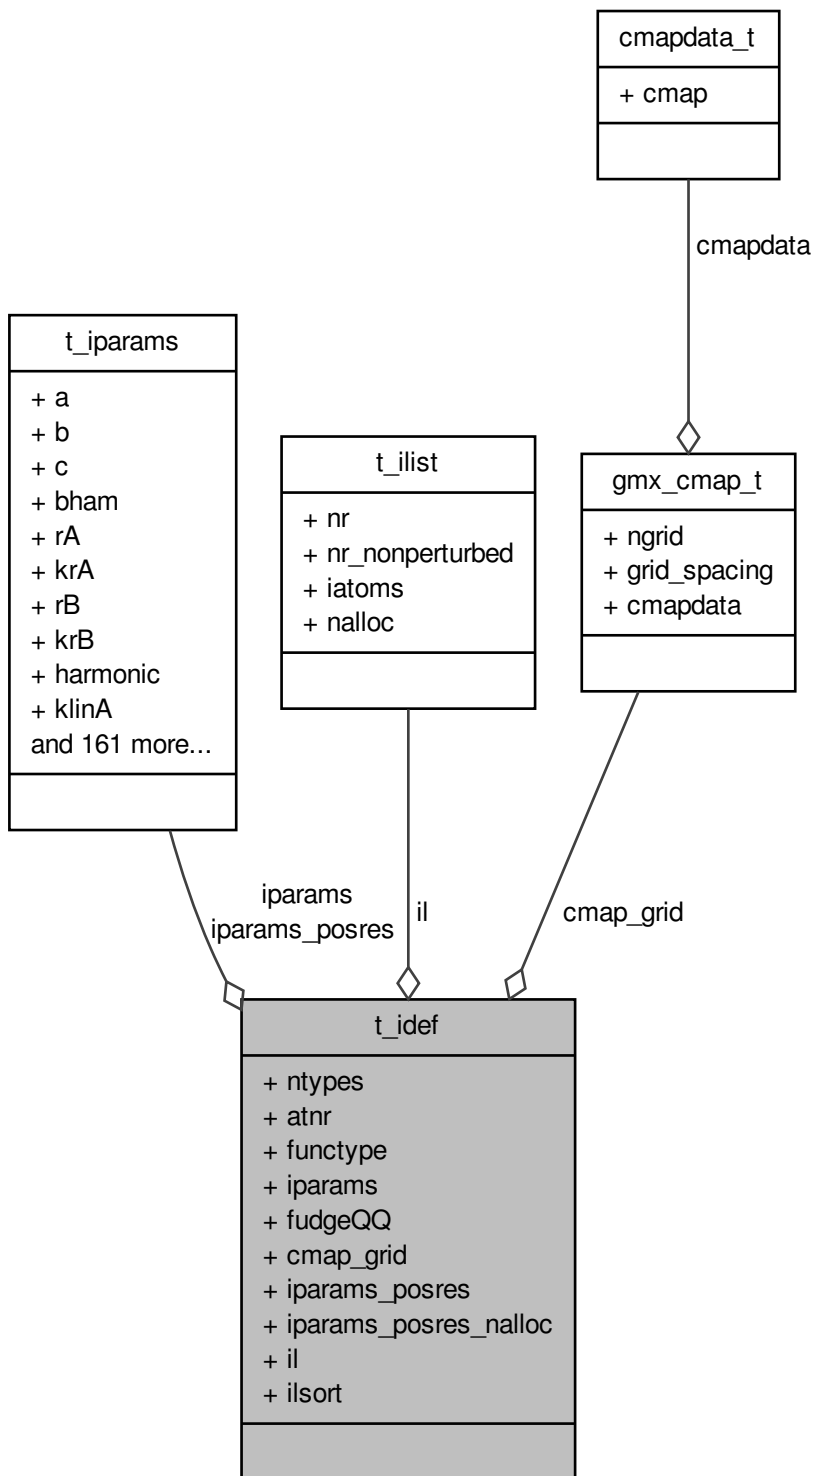 cmapdata_t
+ cmap
cmapdata
t_iparams
+ a
+ b
+ c
+ bham
+ rA
+ krA
+ rB
+ krB
+ harmonic
+ klinA
and 161 more...
t_ilist
+ nr
+ nr_nonperturbed
+ iatoms
+ nalloc
gmx_cmap_t
+ ngrid
+ grid_spacing
+ cmapdata
iparams
iparams_posres
il
cmap_grid
t_idef
+ ntypes
+ atnr
+ functype
+ iparams
+ fudgeQQ
+ cmap_grid
+ iparams_posres
+ iparams_posres_nalloc
+ il
+ ilsort